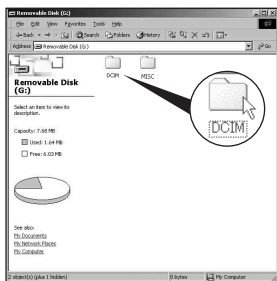 Removable Disk (G:)
File Edit View Favorites Tools Help
Back Search Folders History
Address Removable Disk (G:) Go
DCIM MISC
Removable Disk
(G:)
Select an item to view its
description.
Capacity: 7.68 MB
Used: 1.64 MB
Free: 6.03 MB
DCIM
See also:
My Documents
My Network Places
My Computer
2 object(s) (plus 1 hidden) 0 bytes My Computer